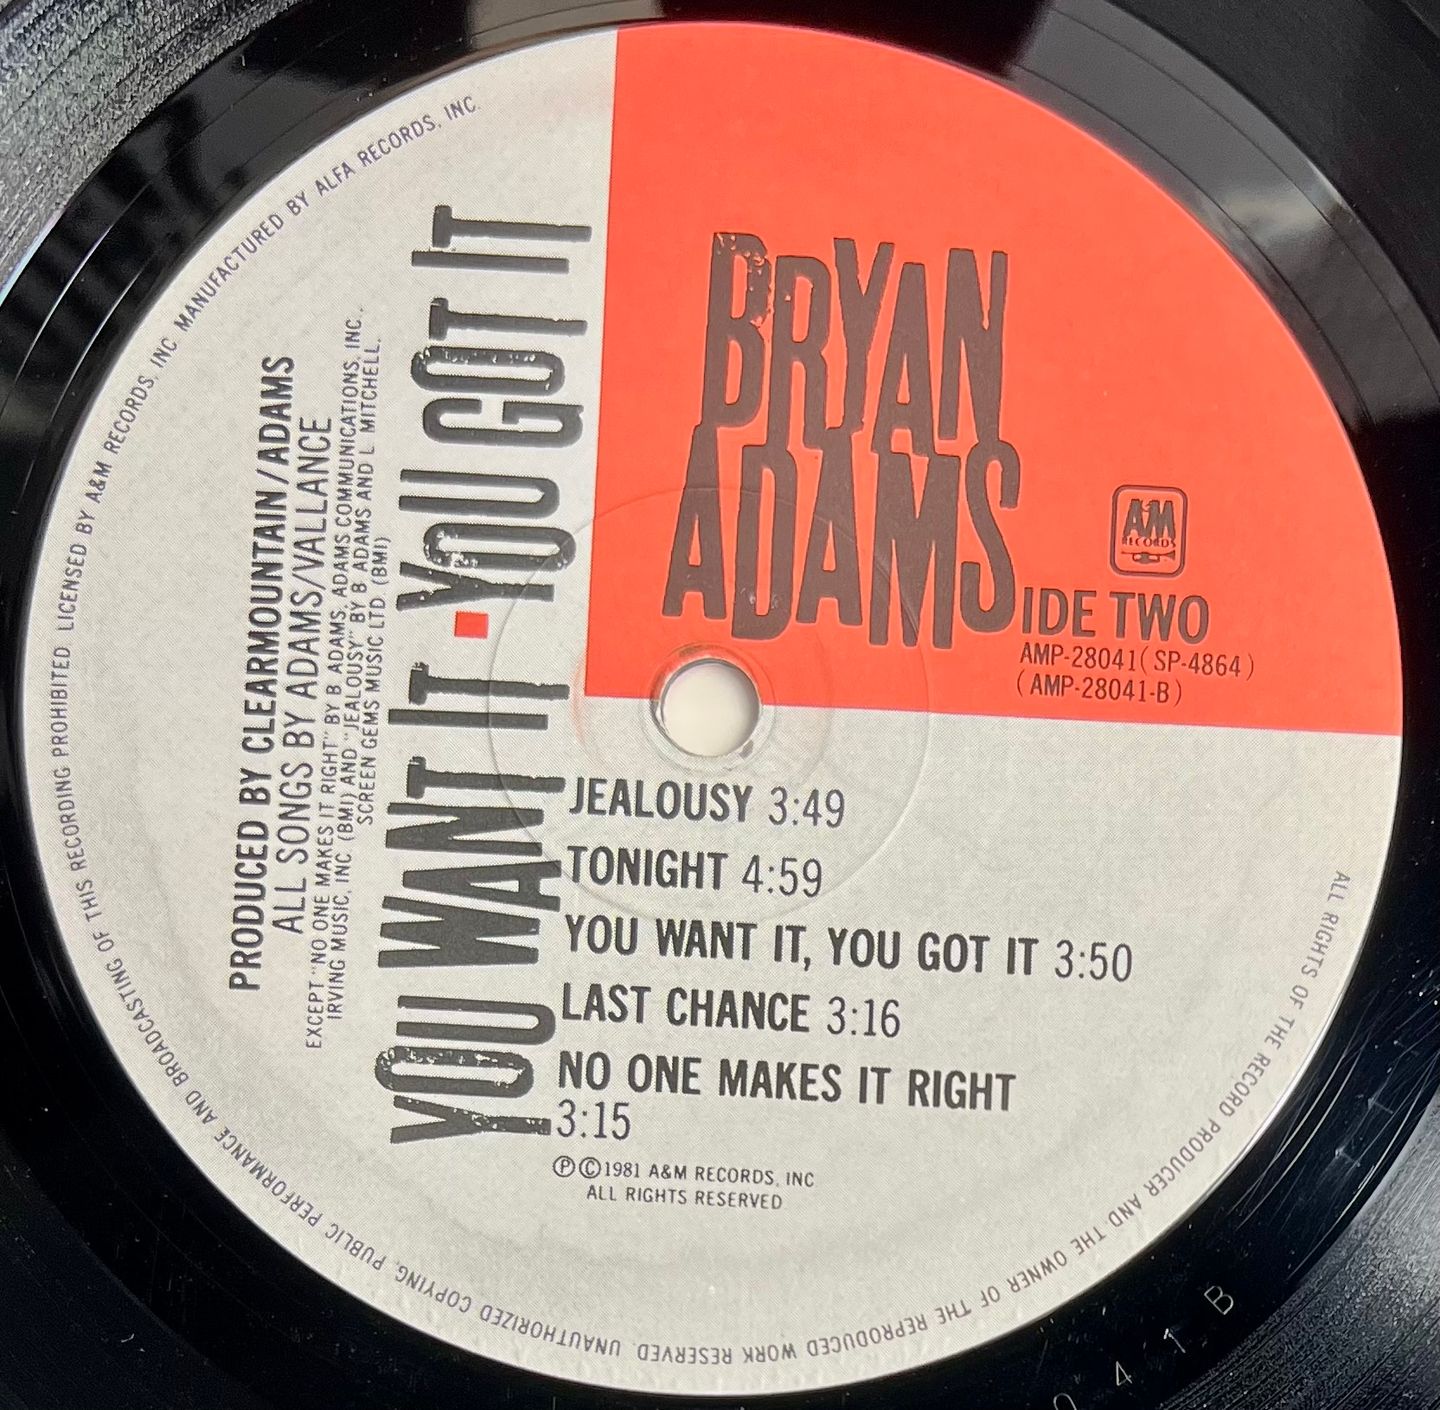 BRYAN
ADAMS
IDE TWO
A&M
RECORDS
AMP-28041(SP-4864)
(AMP-28041-B)
YOU WANT IT ▪ YOU GOT IT
PRODUCED BY CLEARMOUNTAIN/ADAMS
ALL SONGS BY ADAMS/VALLANCE
EXCEPT "NO ONE MAKES IT RIGHT" BY B ADAMS, ADAMS COMMUNICATIONS, INC.,
IRVING MUSIC, INC. (BMI) AND "JEALOUSY" BY B ADAMS AND L. MITCHELL.
SCREEN GEMS MUSIC LTD. (BMI)
JEALOUSY 3:49
TONIGHT 4:59
YOU WANT IT, YOU GOT IT 3:50
LAST CHANCE 3:16
NO ONE MAKES IT RIGHT
3:15
ⓅⒸ1981 A&M RECORDS, INC
ALL RIGHTS RESERVED
ALL RIGHTS OF THE RECORD PRODUCER AND THE OWNER OF THE REPRODUCED WORK RESERVED. UNAUTHORIZED COPYING, PUBLIC PERFORMANCE AND BROADCASTING OF THIS RECORDING PROHIBITED. LICENSED BY A&M RECORDS, INC MANUFACTURED BY ALFA RECORDS, INC.
41B